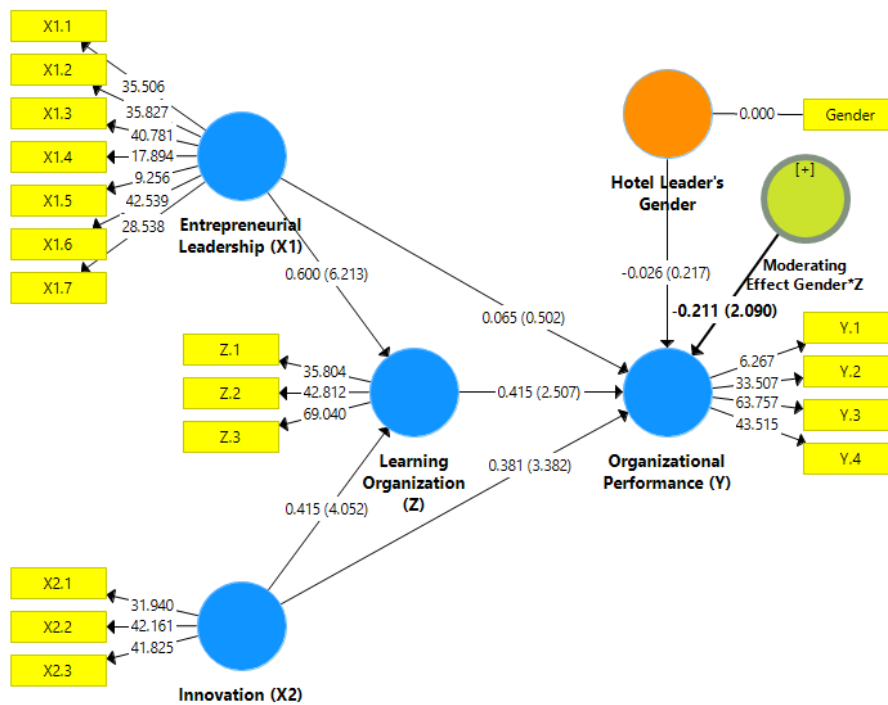 X1.1
X1.2
X1.3
X1.4
X1.5
X1.6
X1.7
35.506
35.827
40.781
17.894
9.256
42.539
28.538
Entrepreneurial
Leadership (X1)
0.000
Gender
Hotel Leader's
Gender
[+]
Moderating
Effect Gender*Z
-0.026 (0.217)
-0.211 (2.090)
0.600 (6.213)
0.065 (0.502)
Z.1
Z.2
Z.3
35.804
42.812
69.040
Learning
Organization
(Z)
0.415 (2.507)
Y.1
Y.2
Y.3
Y.4
6.267
33.507
63.757
43.515
Organizational
Performance (Y)
0.381 (3.382)
0.415 (4.052)
X2.1
X2.2
X2.3
31.940
42.161
41.825
Innovation (X2)